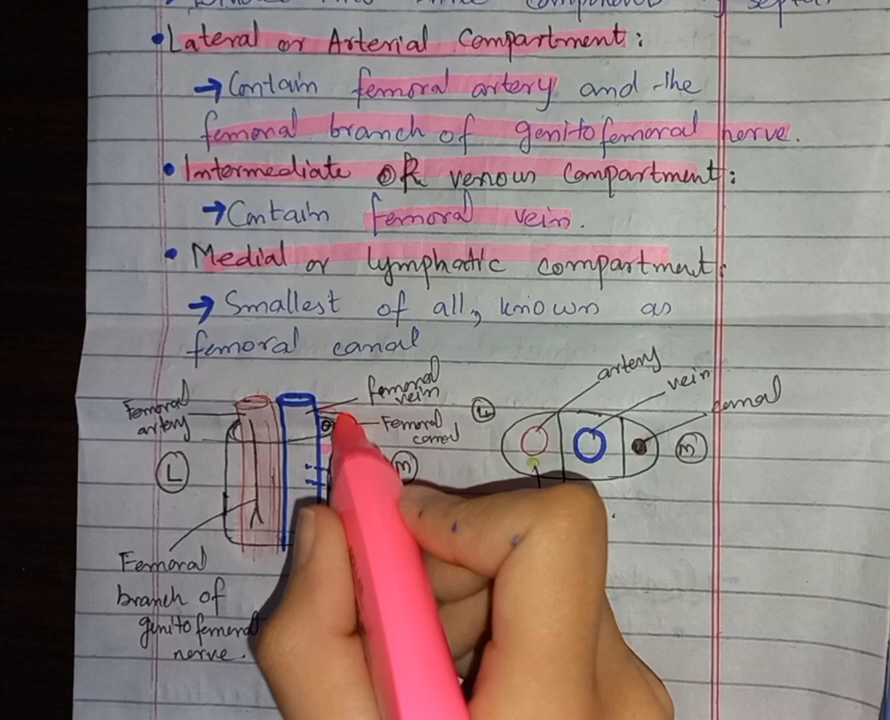 • Lateral or Arterial Compartment :
→ Contain femoral artery and the
femoral branch of genitofemoral nerve.
• Intermediate OR venous Compartment :
→ Contain femoral vein.
• Medial or lymphatic compartment :
→ Smallest of all, known as
femoral canal
Femoral
artery
femoral
vein
Femoral
canal
L
M
Femoral
branch of
genitofemoral
nerve.
artery
vein
canal
L
M